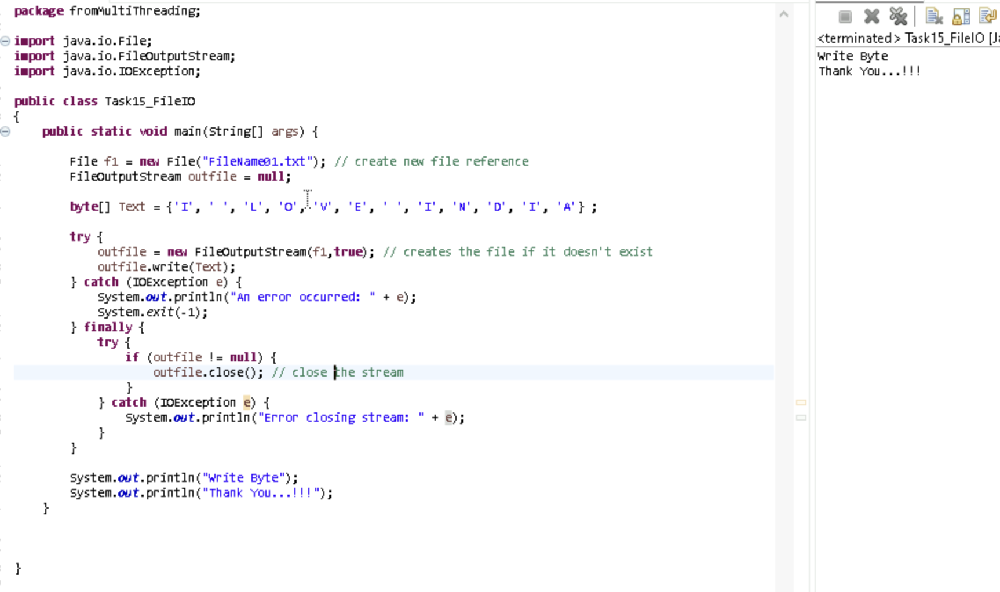 package fromMultiThreading;
import java.io.File;
import java.io.FileOutputStream;
import java.io.IOException;
public class Task15_FileIO
{
public static void main(String[] args) {
File f1 = new File("FileName01.txt"); // create new file reference
FileOutputStream outfile = null;
byte[] Text = {'I', ' ', 'L', 'O', 'V', 'E', ' ', 'I', 'N', 'D', 'I', 'A'} ;
try {
outfile = new FileOutputStream(f1,true); // creates the file if it doesn't exist
outfile.write(Text);
} catch (IOException e) {
System.out.println("An error occurred: " + e);
System.exit(-1);
} finally {
try {
if (outfile != null) {
outfile.close(); // close the stream
}
} catch (IOException e) {
System.out.println("Error closing stream: " + e);
}
}
System.out.println("Write Byte");
System.out.println("Thank You...!!!");
}
}
<terminated> Task15_FileIO [Ja
Write Byte
Thank You...!!!